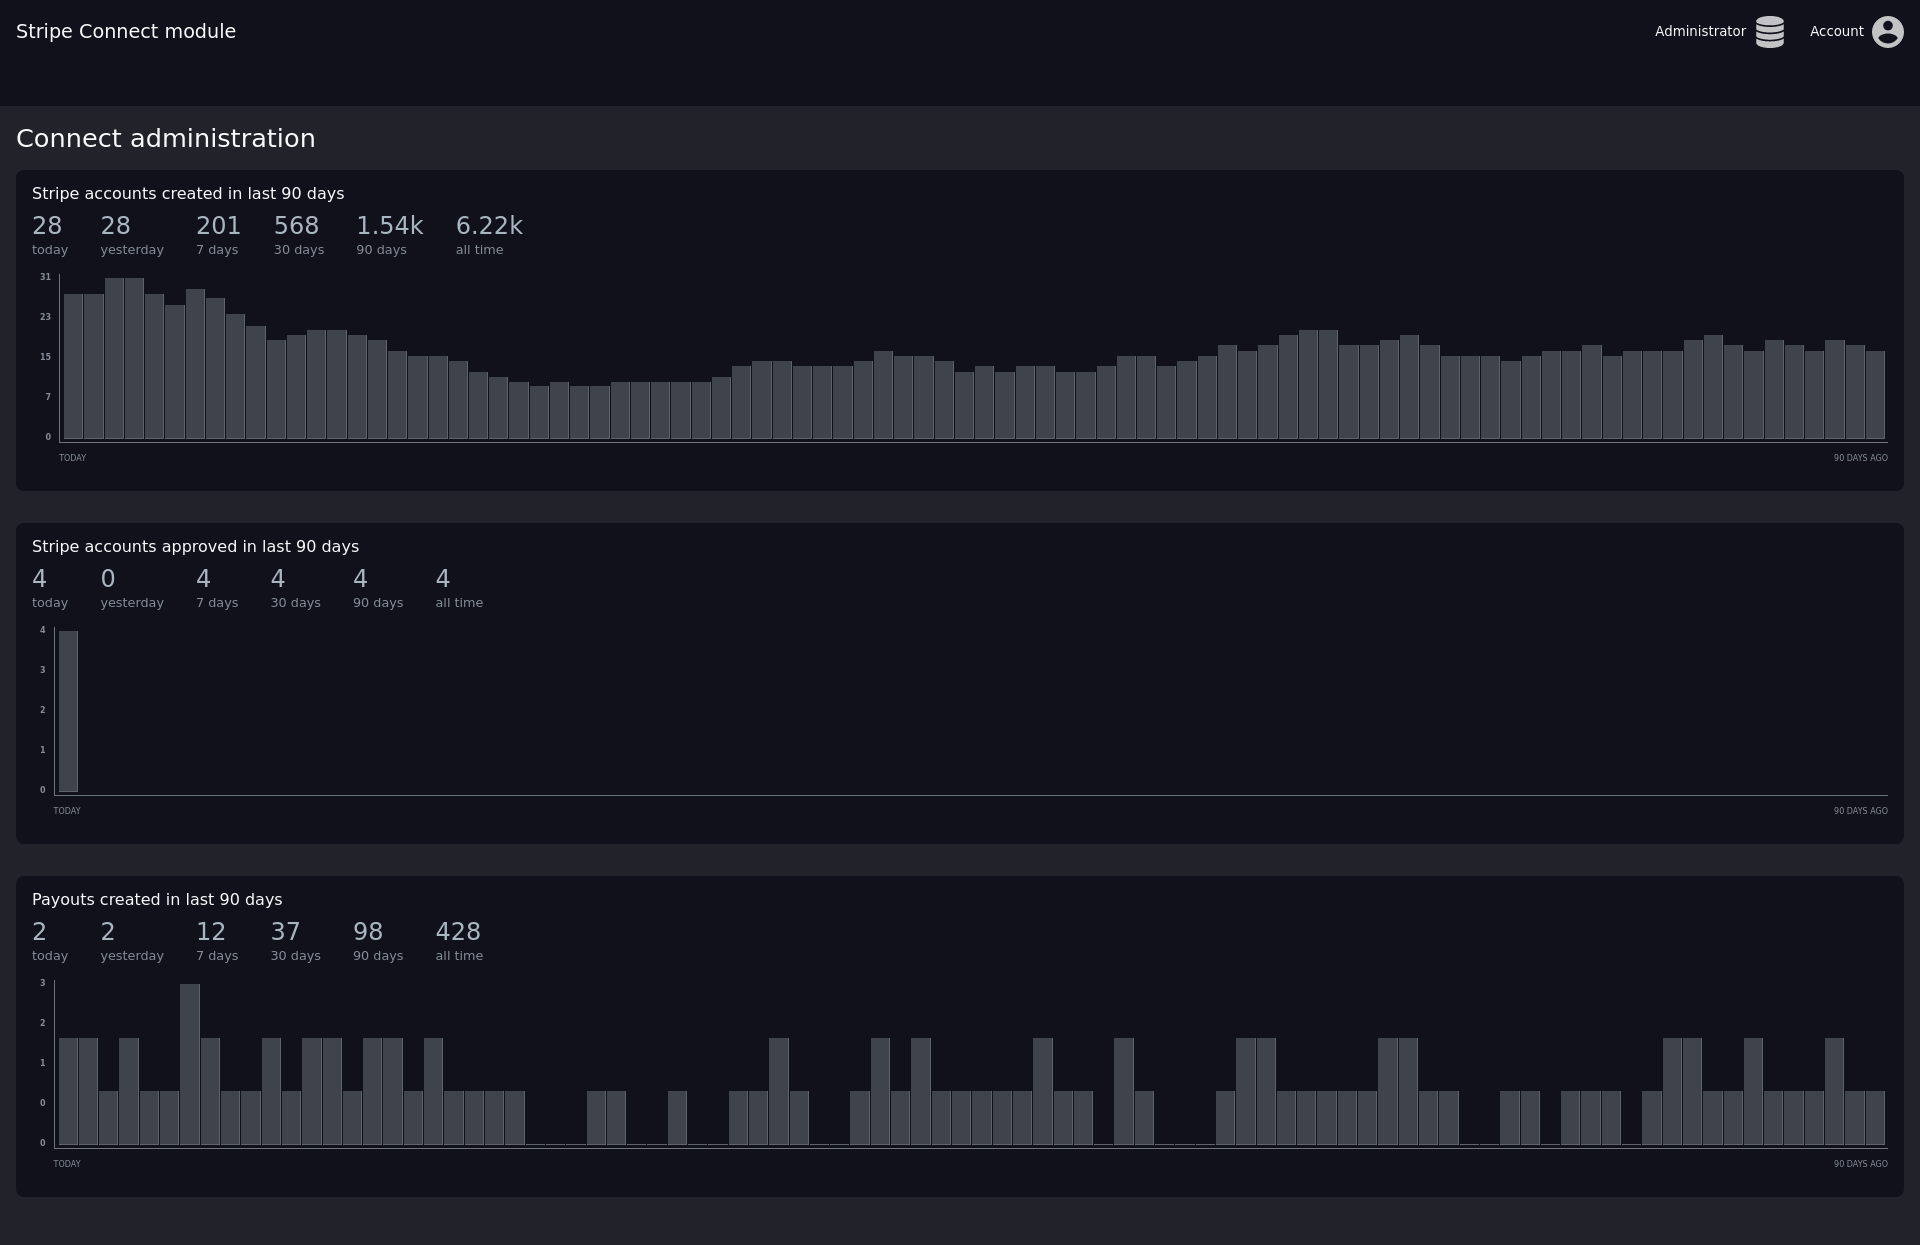 Stripe Connect module
Administrator
Account
Connect administration
Stripe accounts created in last 90 days
28 28 201 568 1.54k 6.22k
today yesterday 7 days 30 days 90 days all time
31
23
15
7
0
TODAY 90 DAYS AGO
Stripe accounts approved in last 90 days
4 0 4 4 4 4
today yesterday 7 days 30 days 90 days all time
4
3
2
1
0
TODAY 90 DAYS AGO
Payouts created in last 90 days
2 2 12 37 98 428
today yesterday 7 days 30 days 90 days all time
3
2
1
0
0
TODAY 90 DAYS AGO